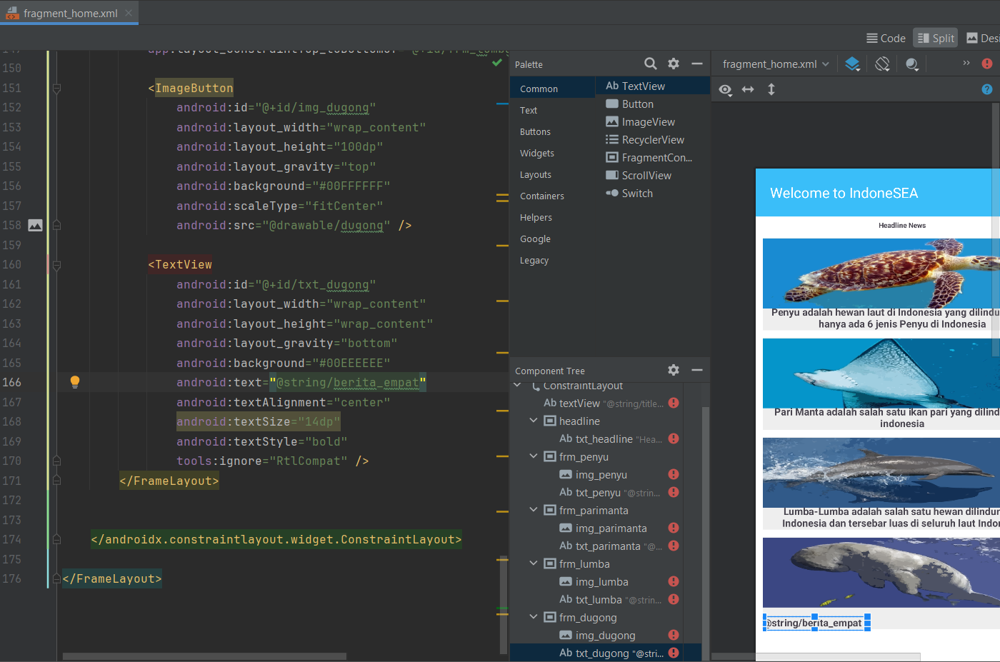 fragment_home.xml
Code
Split
150
151 <ImageButton
152 android:id="@+id/img_dugong"
153 android:layout_width="wrap_content"
154 android:layout_height="100dp"
155 android:layout_gravity="top"
156 android:background="#00FFFFFF"
157 android:scaleType="fitCenter"
158 android:src="@drawable/dugong" />
159
160 <TextView
161 android:id="@+id/txt_dugong"
162 android:layout_width="wrap_content"
163 android:layout_height="wrap_content"
164 android:layout_gravity="bottom"
165 android:background="#00EEEEEE"
166 android:text="@string/berita_empat"
167 android:textAlignment="center"
168 android:textSize="14dp"
169 android:textStyle="bold"
170 tools:ignore="RtlCompat" />
171 </FrameLayout>
172
173
174 </androidx.constraintlayout.widget.ConstraintLayout>
175
176 </FrameLayout>
Palette
Common
Text
Buttons
Widgets
Layouts
Containers
Helpers
Google
Legacy
Ab TextView
Button
ImageView
RecyclerView
FragmentCon...
ScrollView
Switch
Component Tree
ConstraintLayout
Ab textView "@string/title...
headline
Ab txt_headline "Hea...
frm_penyu
img_penyu
Ab txt_penyu "@strin...
frm_parimanta
img_parimanta
Ab txt_parimanta "@...
frm_lumba
img_lumba
Ab txt_lumba "@strin...
frm_dugong
img_dugong
Ab txt_dugong "@stri...
fragment_home.xml
Welcome to IndoneSEA
Headline News
Penyu adalah hewan laut di Indonesia yang dilindu
hanya ada 6 jenis Penyu di Indonesia
Pari Manta adalah salah satu ikan pari yang dilind
indonesia
Lumba-Lumba adalah salah satu hewan dilindur
Indonesia dan tersebar luas di seluruh laut Indo
@string/berita_empat